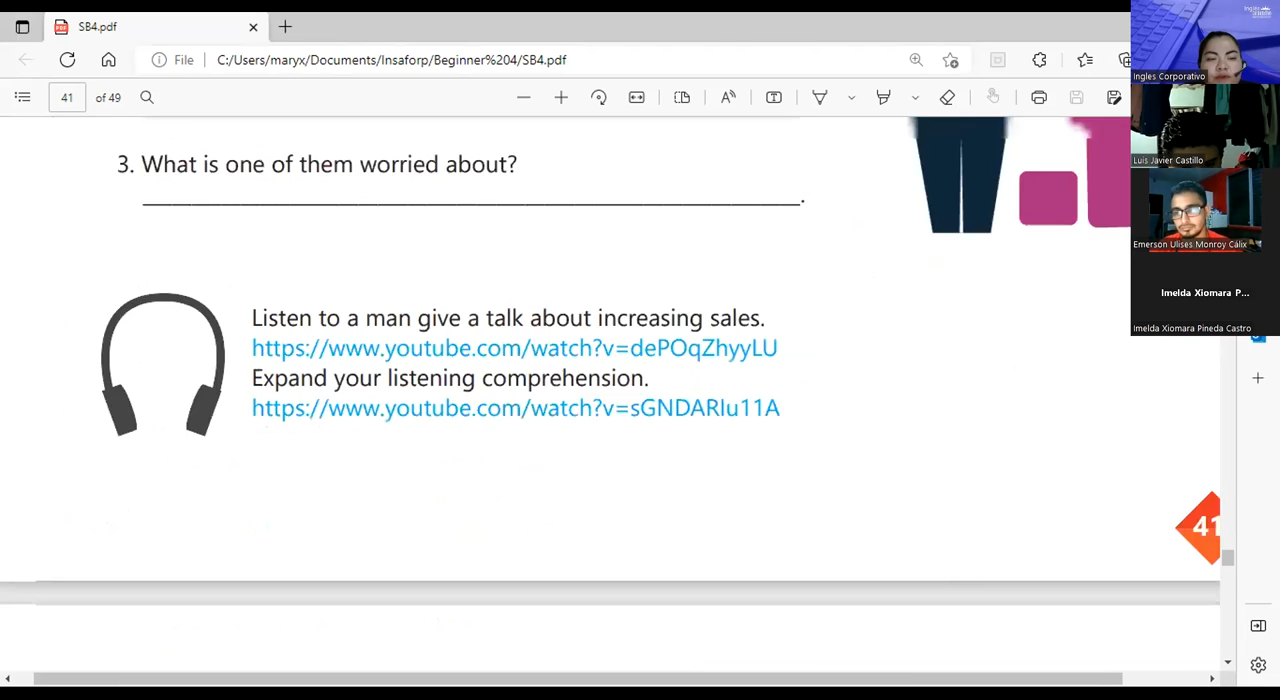 SB4.pdf
File
C:/Users/maryx/Documents/Insaforp/Beginner%204/SB4.pdf
41
of 49
3. What is one of them worried about?
____________________________________________________.
Listen to a man give a talk about increasing sales.
https://www.youtube.com/watch?v=dePOqZhyyLU
Expand your listening comprehension.
https://www.youtube.com/watch?v=sGNDARIu11A
41
Ingles Corporativo
Luis Javier Castillo
Emerson Ulises Monroy Cálix
Imelda Xiomara P...
Imelda Xiomara Pineda Castro